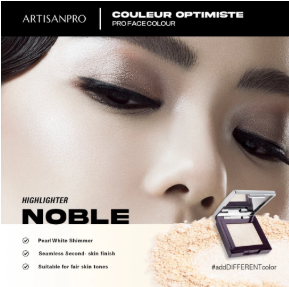 ARTISANPRO
COULEUR OPTIMISTE
PRO FACE COLOUR
HIGHLIGHTER
NOBLE
Pearl White Shimmer
Seamless Second- skin finish
Suitable for fair skin tones
#addDIFFERENTcolor